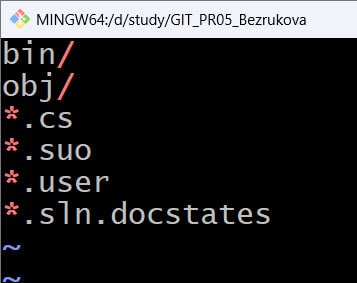 MINGW64:/d/study/GIT_PR05_Bezrukova
bin/
obj/
*.cs
*.suo
*.user
*.sln.docstates
~
~